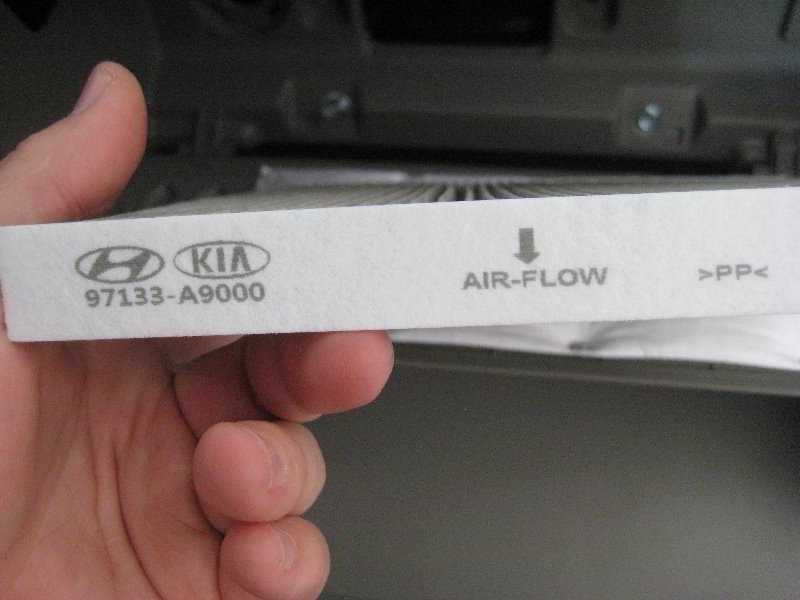 KIA
97133-A9000
AIR-FLOW
>PP<